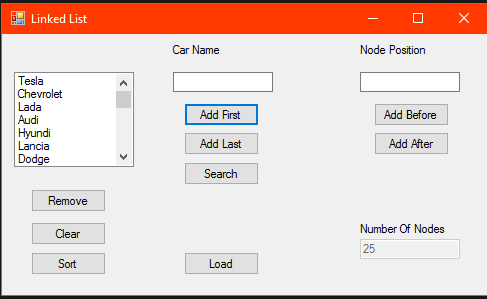 Linked List
Car Name
Node Position
Tesla
Chevrolet
Lada
Audi
Hyundi
Lancia
Dodge
Add First
Add Last
Search
Add Before
Add After
Remove
Clear
Sort
Load
Number Of Nodes
25